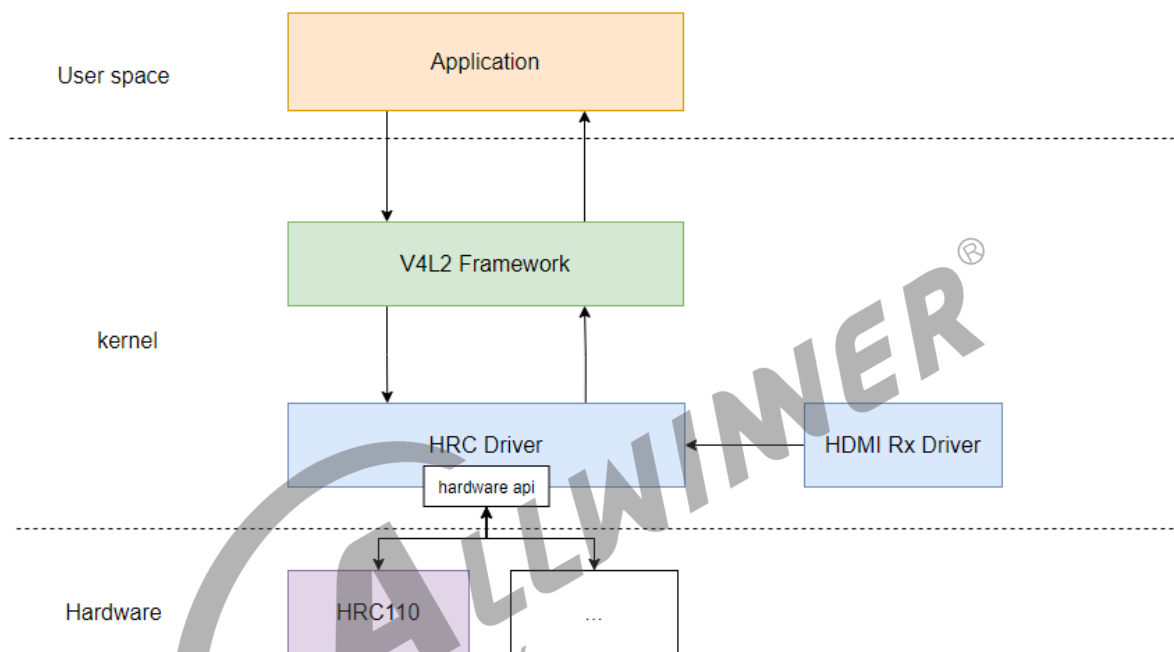 Application
User space
V4L2 Framework
kernel
HRC Driver
HDMI Rx Driver
hardware api
Hardware
HRC110
...
ALLWINNER®